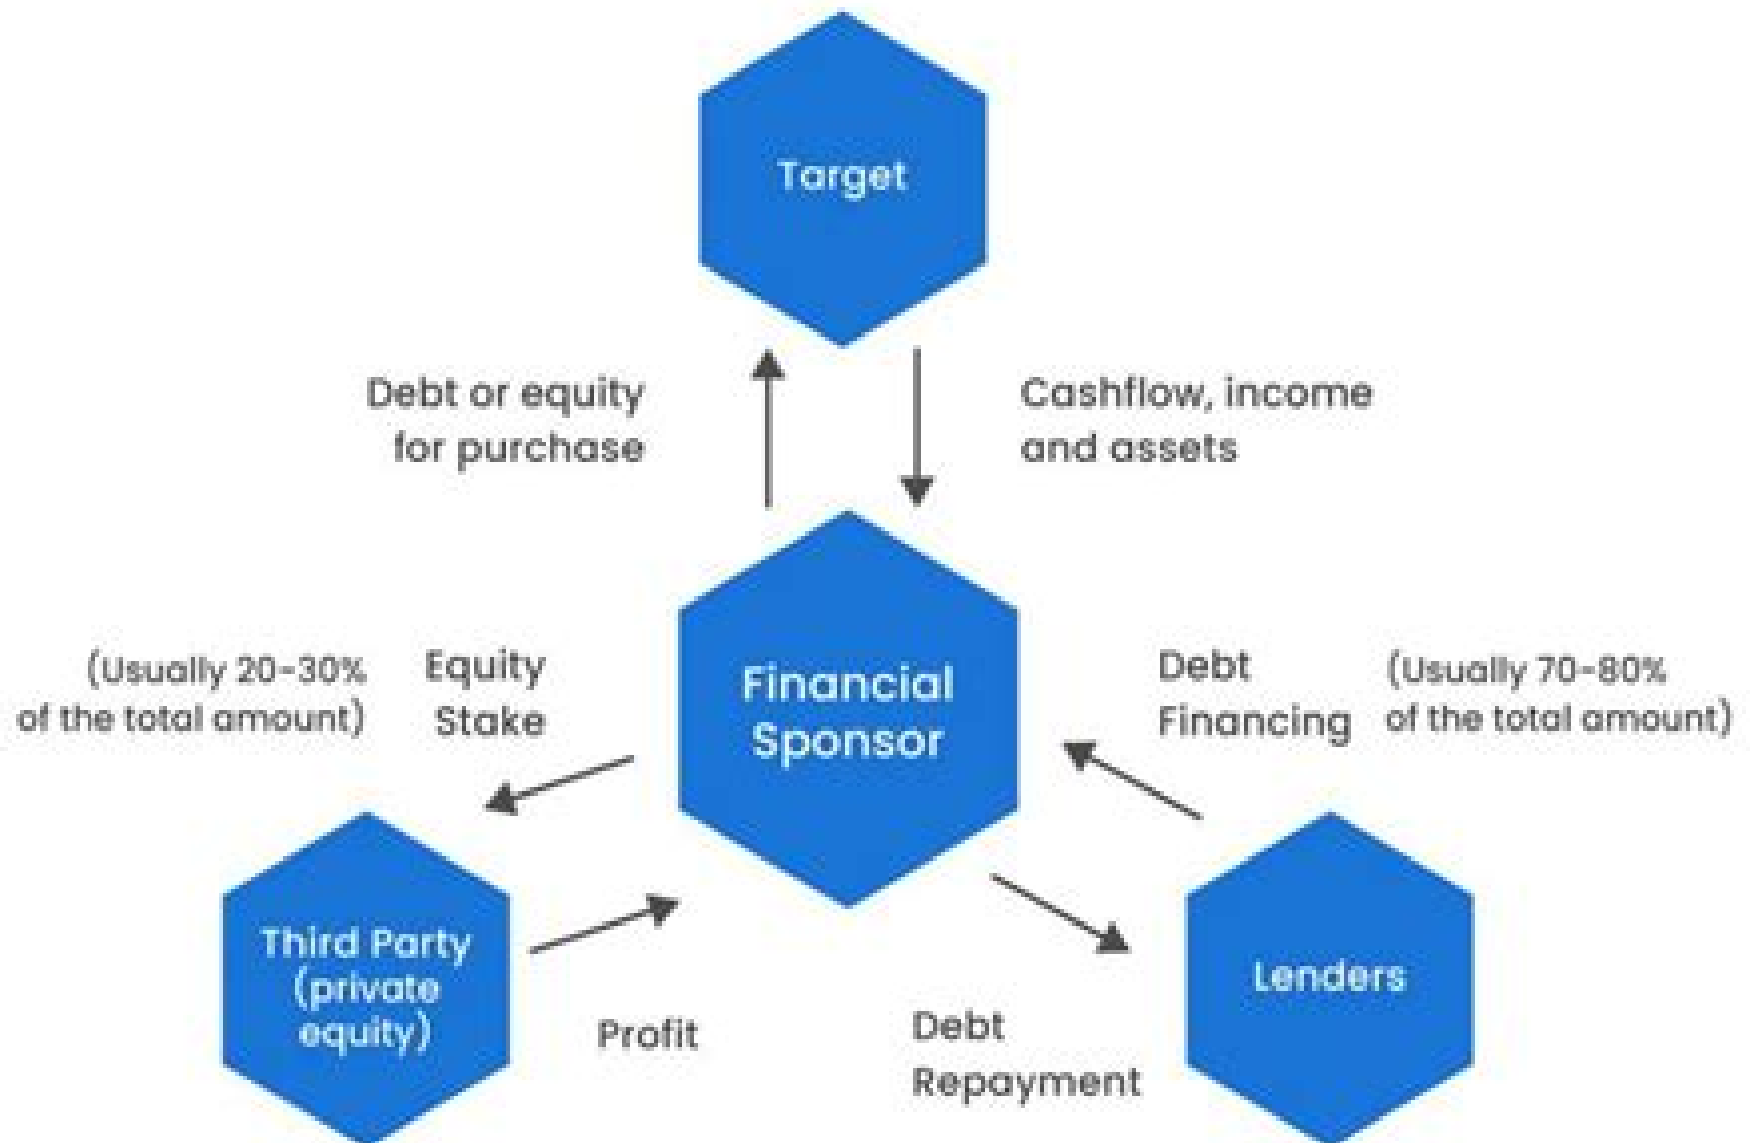 Target
Debt or equity
for purchase
Cashflow, income
and assets
Financial
Sponsor
(Usually 20-30%
of the total amount)
Equity
Stake
Debt
Financing
(Usually 70-80%
of the total amount)
Third Party
(private
equity)
Profit
Debt
Repayment
Lenders